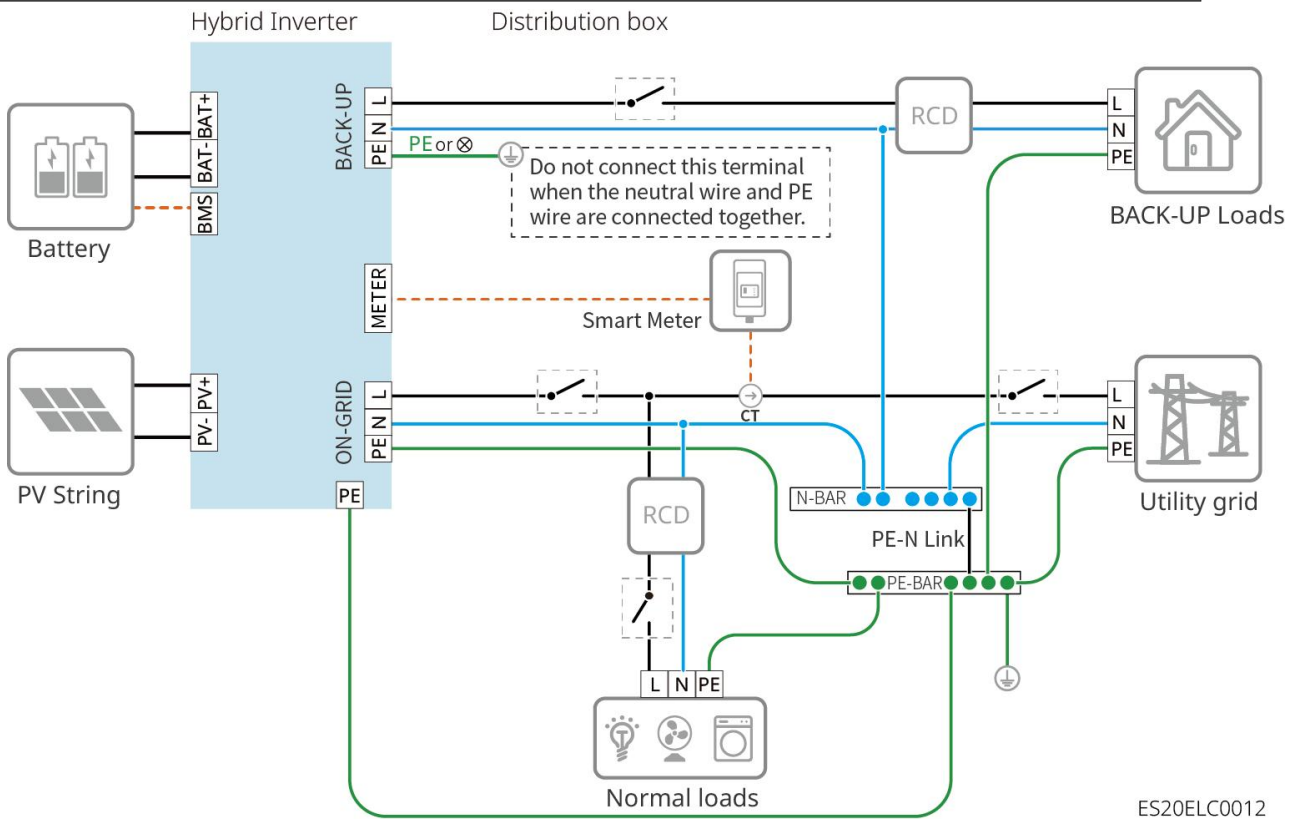 Hybrid Inverter
Distribution box
BACK-UP
L
N
PE
PE or ⊗
Do not connect this terminal
when the neutral wire and PE
wire are connected together.
RCD
L
N
PE
BACK-UP Loads
BAT+
BAT-
BMS
Battery
METER
Smart Meter
CT
PV+
PV-
PV String
ON-GRID
L
N
PE
PE
L
N
PE
Utility grid
N-BAR
PE-N Link
PE-BAR
RCD
L N PE
Normal loads
ES20ELC0012